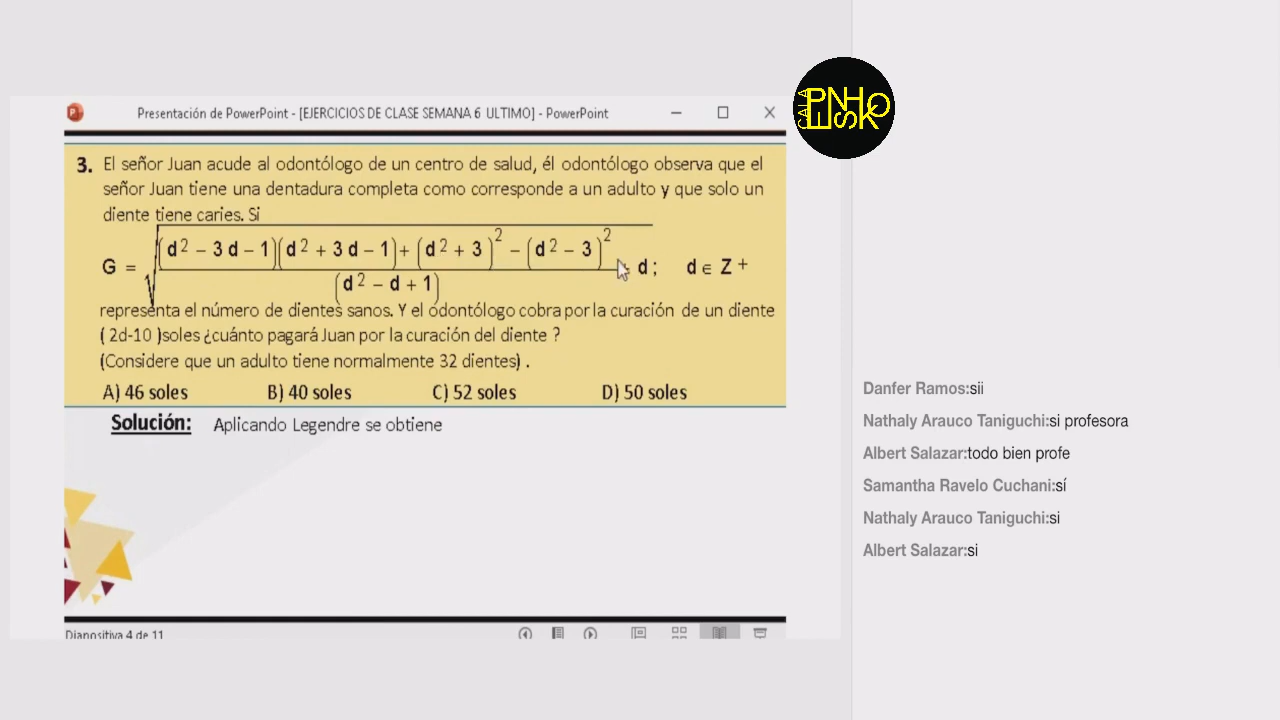 Presentación de PowerPoint - [EJERCICIOS DE CLASE SEMANA 6 ULTIMO] - PowerPoint
CALA
PENHO
ESK
3. El señor Juan acude al odontólogo de un centro de salud, él odontólogo observa que el
señor Juan tiene una dentadura completa como corresponde a un adulto y que solo un
diente tiene caries. Si
G = √((d² − 3d − 1)(d² + 3d − 1) + (d² + 3)² − (d² − 3)²) / (d² − d + 1) d ; d ∈ Z +
representa el número de dientes sanos. Y el odontólogo cobra por la curación de un diente
( 2d-10 )soles ¿cuánto pagará Juan por la curación del diente ?
(Considere que un adulto tiene normalmente 32 dientes) .
A) 46 soles B) 40 soles C) 52 soles D) 50 soles
Solución: Aplicando Legendre se obtiene
Diapositiva 4 de 11
Danfer Ramos:sii
Nathaly Arauco Taniguchi:si profesora
Albert Salazar:todo bien profe
Samantha Ravelo Cuchani:sí
Nathaly Arauco Taniguchi:si
Albert Salazar:si